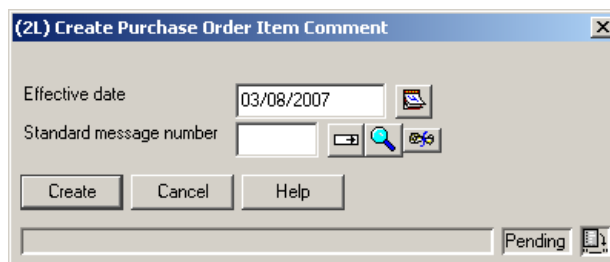 (2L) Create Purchase Order Item Comment
Effective date 03/08/2007
Standard message number
Create Cancel Help
Pending